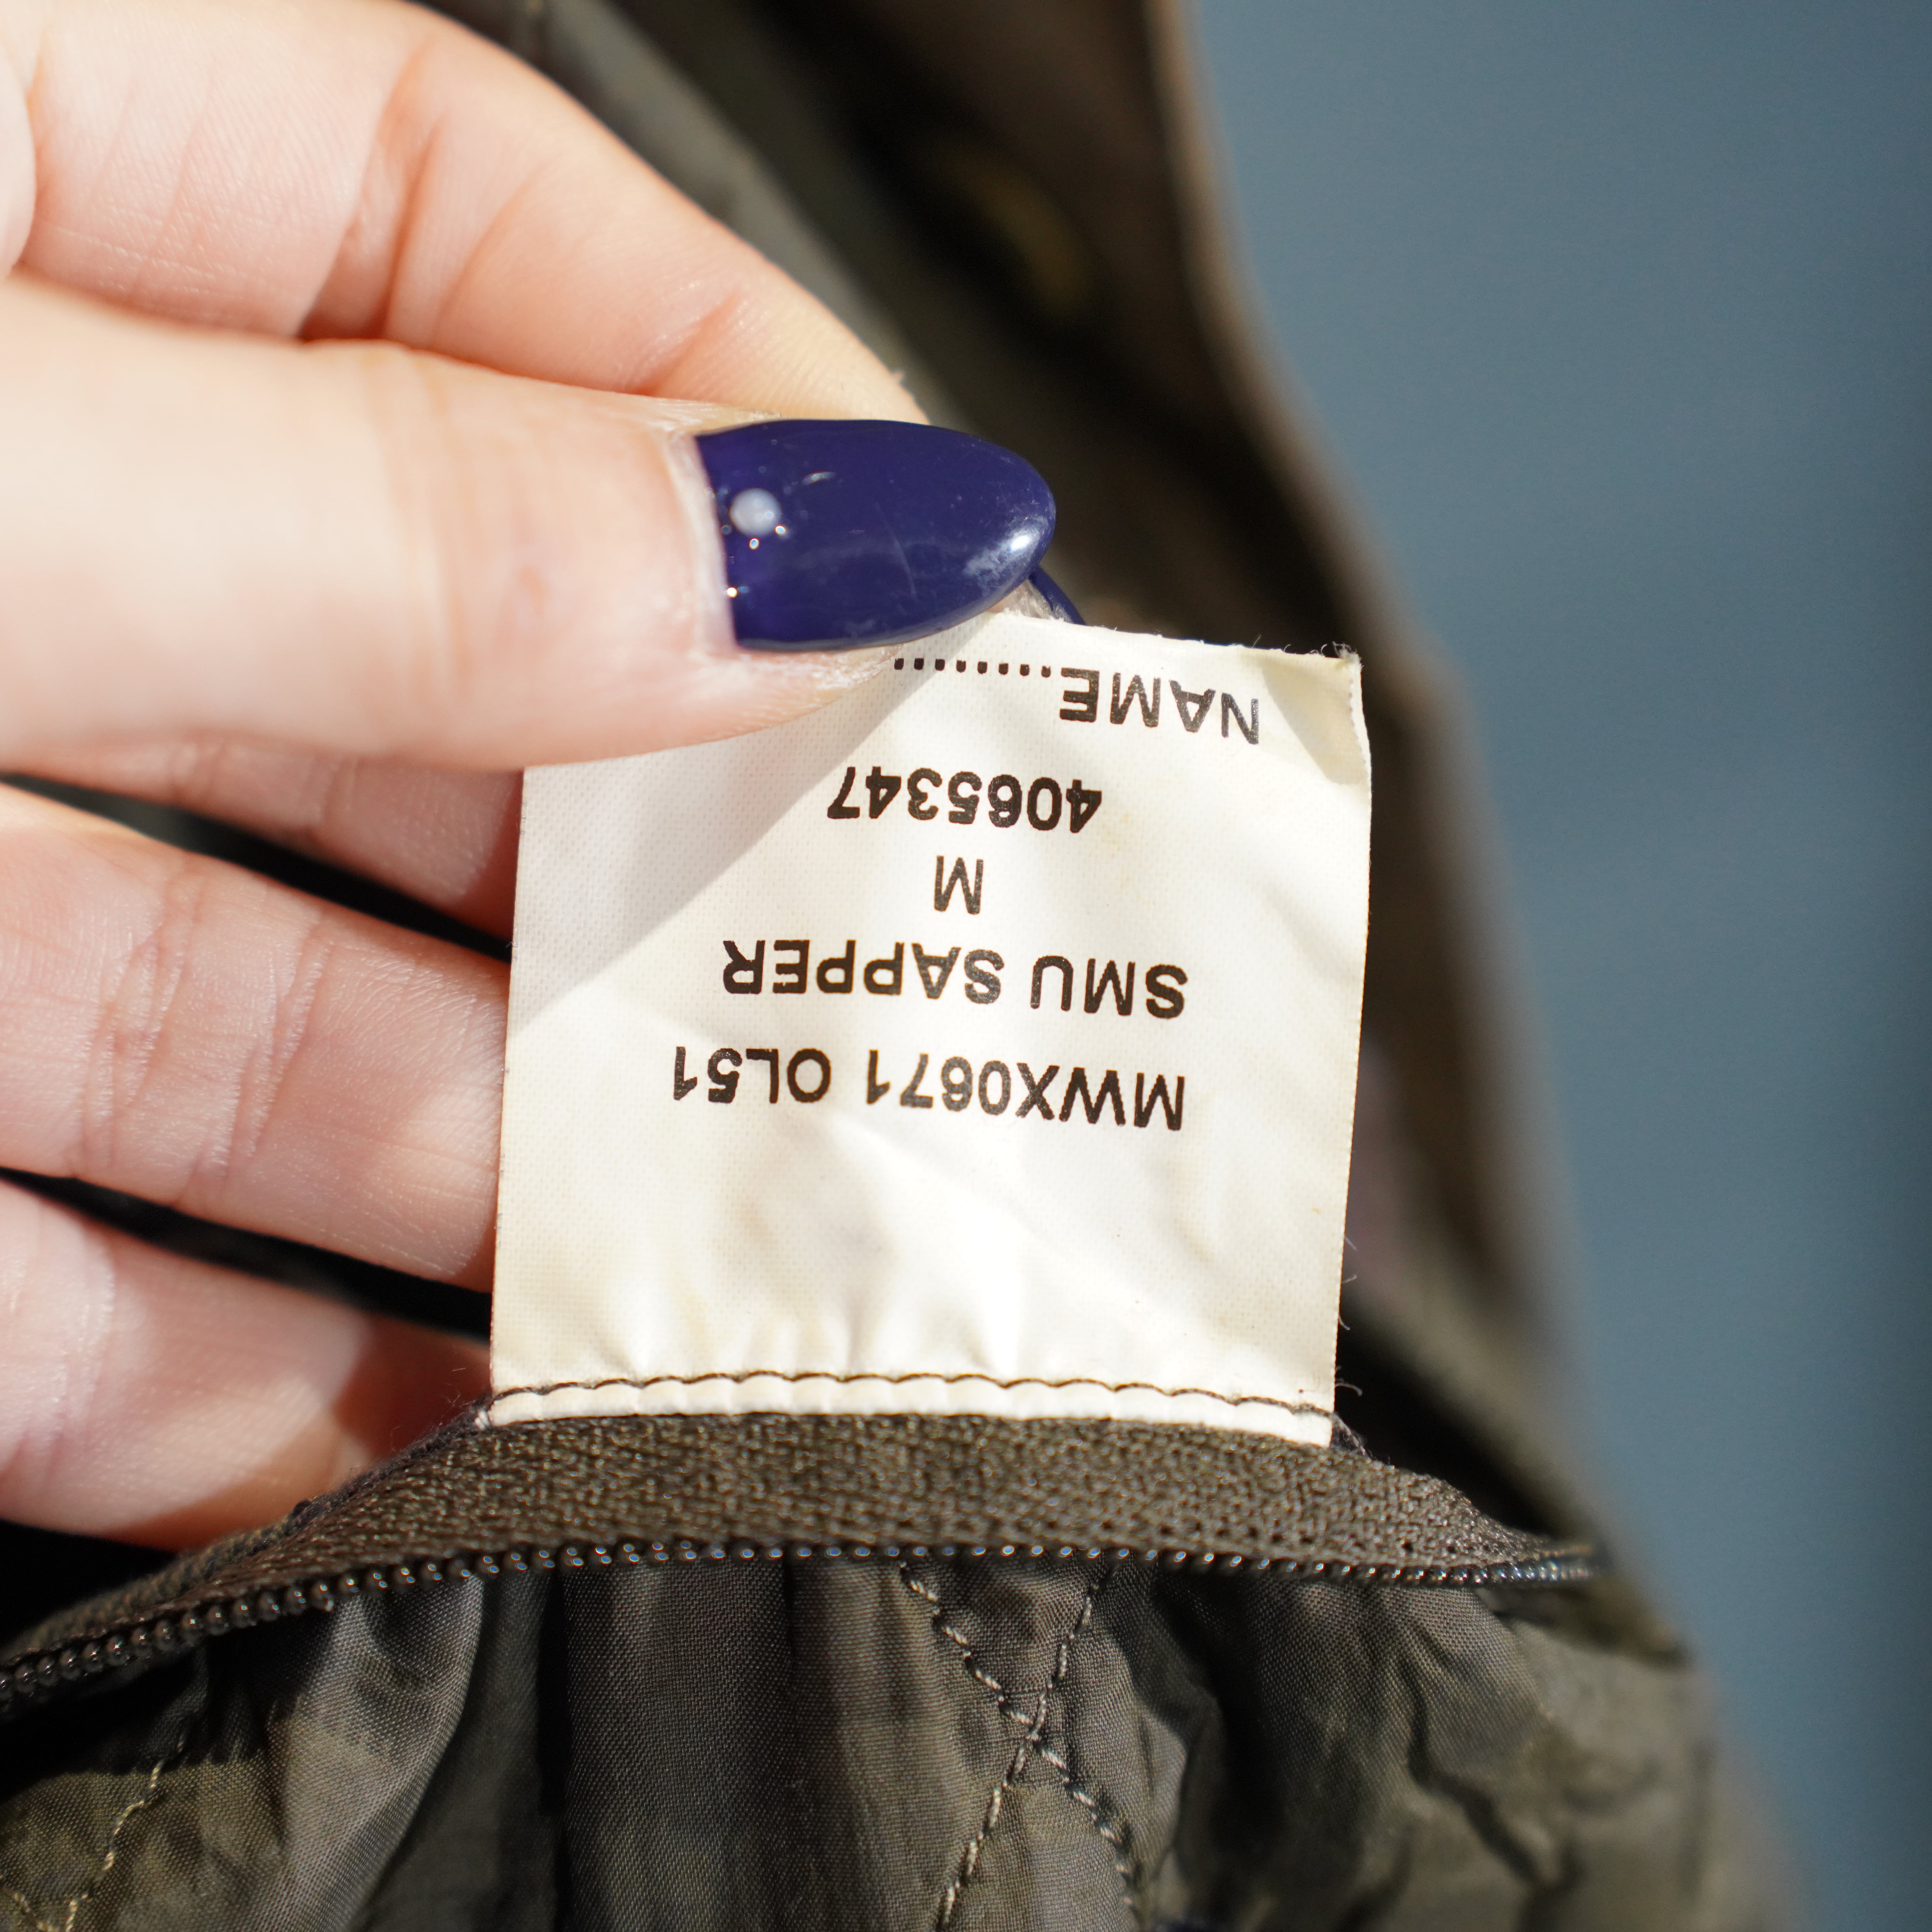 MWX0671 OL51
SMU SAPPER
M
4065347
NAME............